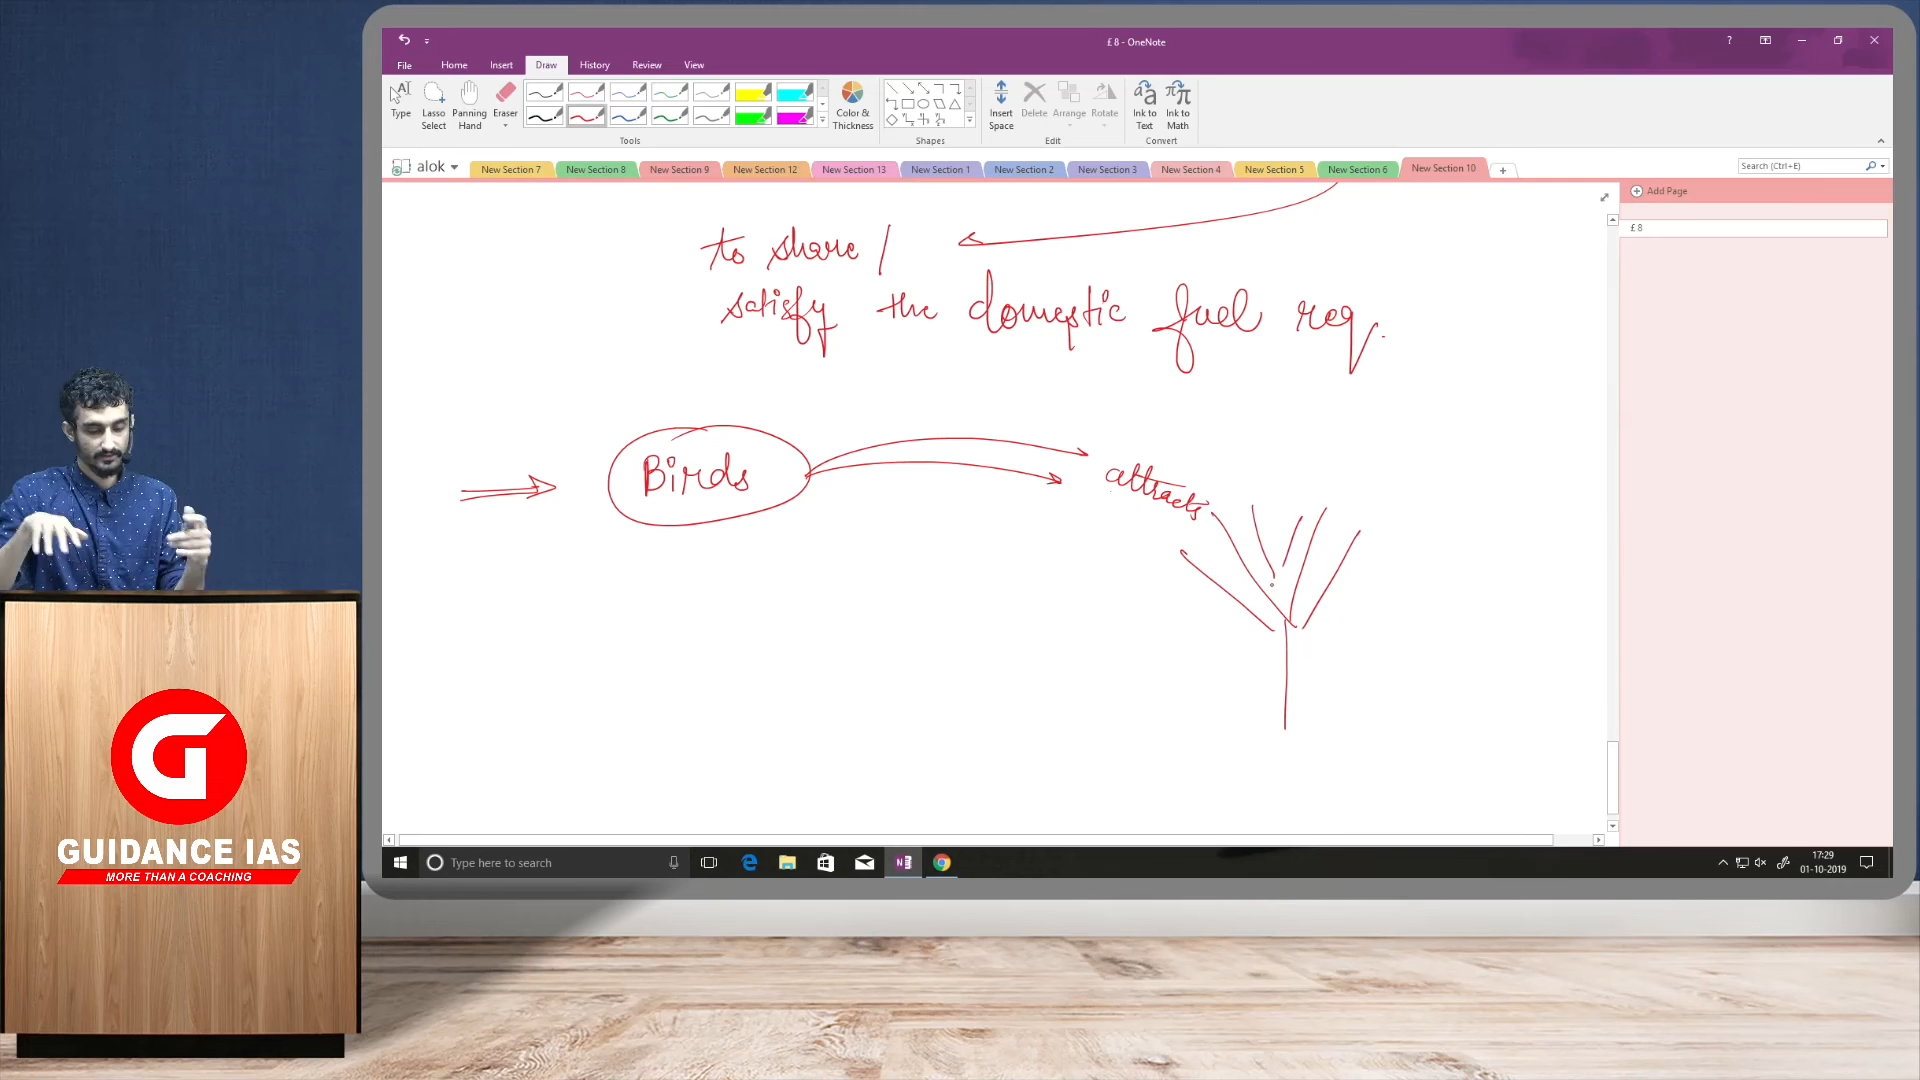 £ 8 - OneNote
?
File Home Insert Draw History Review View
Type
Lasso Select
Panning Hand
Eraser
Color & Thickness
Insert Space
Delete
Arrange
Rotate
Ink to Text
Ink to Math
Tools
Shapes
Edit
Convert
alok
New Section 7 New Section 8 New Section 9 New Section 12 New Section 13 New Section 1 New Section 2 New Section 3 New Section 4 New Section 5 New Section 6 New Section 10
Search (Ctrl+E)
Add Page
£ 8
to share /
satisfy the domestic fuel req.
Birds
attracts
G
GUIDANCE IAS
MORE THAN A COACHING
Type here to search
17:29
01-10-2019